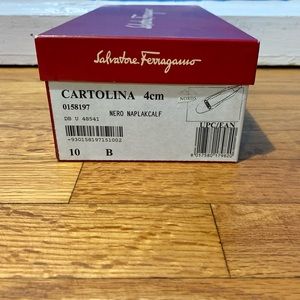 Salvatore Ferragamo
CARTOLINA 4cm
0158197
NERO NAPLAKCALF
DB U 48541
10 B
UPC/EAN